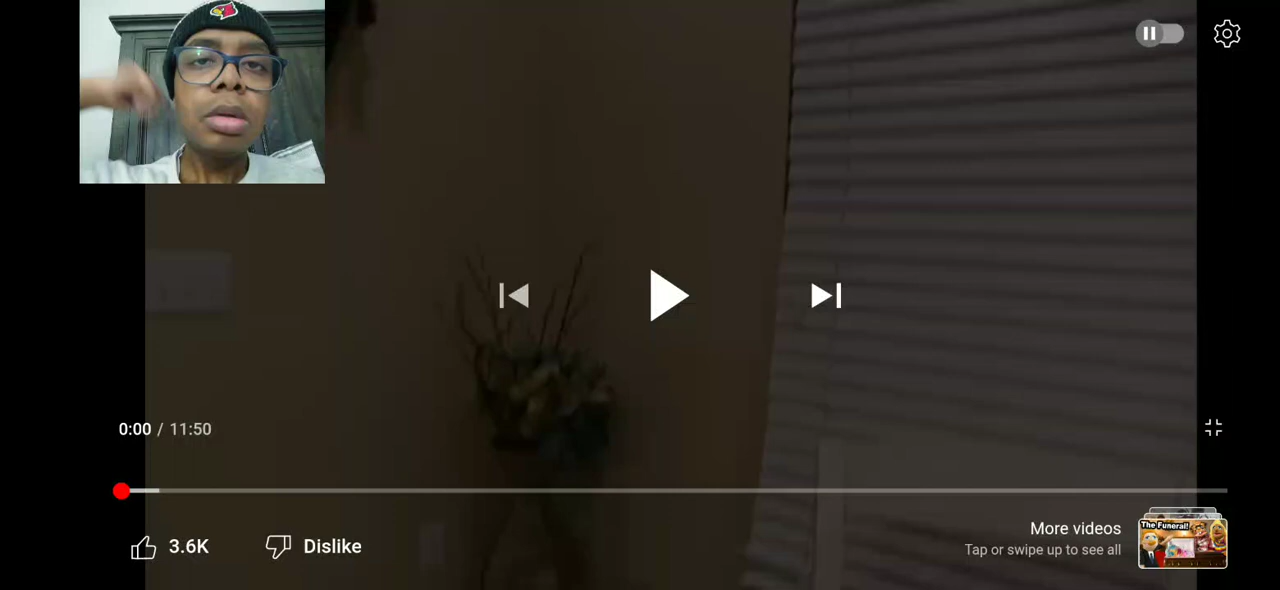 0:00 / 11:50
3.6K
Dislike
More videos
Tap or swipe up to see all
The Funeral!